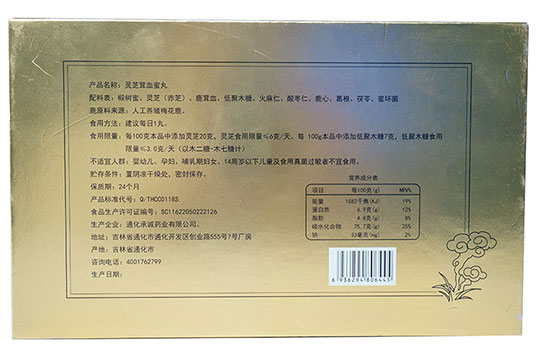 产品名称：灵芝茸血蜜丸
配料表：椴树蜜、灵芝（赤芝）、鹿茸血、低聚木糖、火麻仁、酸枣仁、鹿心、葛根、茯苓、蜜环菌
鹿原料来源：人工养殖梅花鹿
食用方法：建议每日1丸
食用限量：每100克本品中添加灵芝20克，灵芝食用限量≤6克/天。每 100g本品中添加低聚木糖7克，低聚木糖食用
限量≤3.0克/天（以木二糖-木七糖计）
不适宜人群：婴幼儿、孕妇、哺乳期妇女、14周岁以下儿童及食用真菌过敏者不宜食用。
贮存条件：置阴凉干燥处，密封保存。
保质期：24个月
产品标准代号：Q/THCC0118S
食品生产许可证编号：SC11622050222126
生产企业：通化承诚药业有限公司。
地址：吉林省通化市通化开发区创业路555号7号厂房
产地：吉林省通化市
咨询电话：4001762799
生产日期：
营养成分表
项目 每100克(g) NRV%
能量 1582千焦(KJ) 19%
蛋白质 6.9克(g) 12%
脂肪 4.6克(g) 8%
碳水化合物 75.7克(g) 25%
钠 33毫克(mg) 2%
6 936294 806445